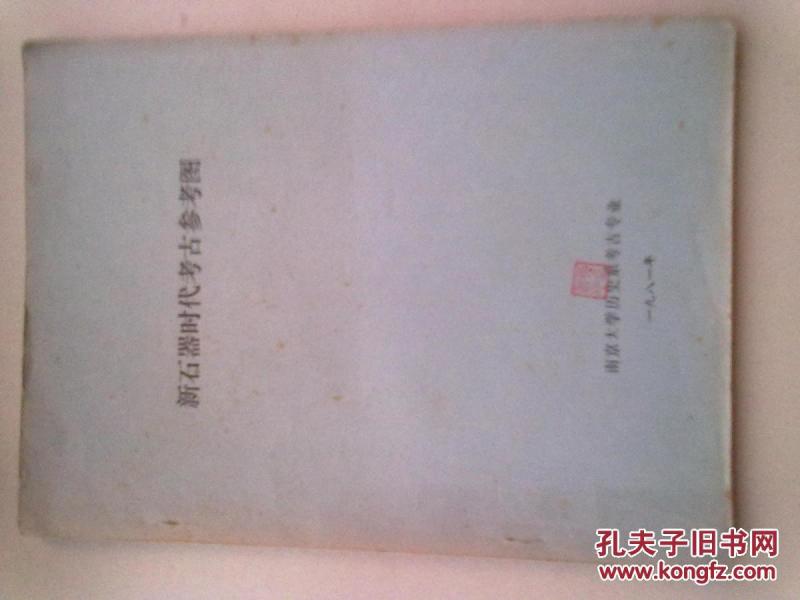 新石器时代考古参考图
南京大学历史系考古专业
一九八一年
孔夫子旧书网
www.kongfz.com